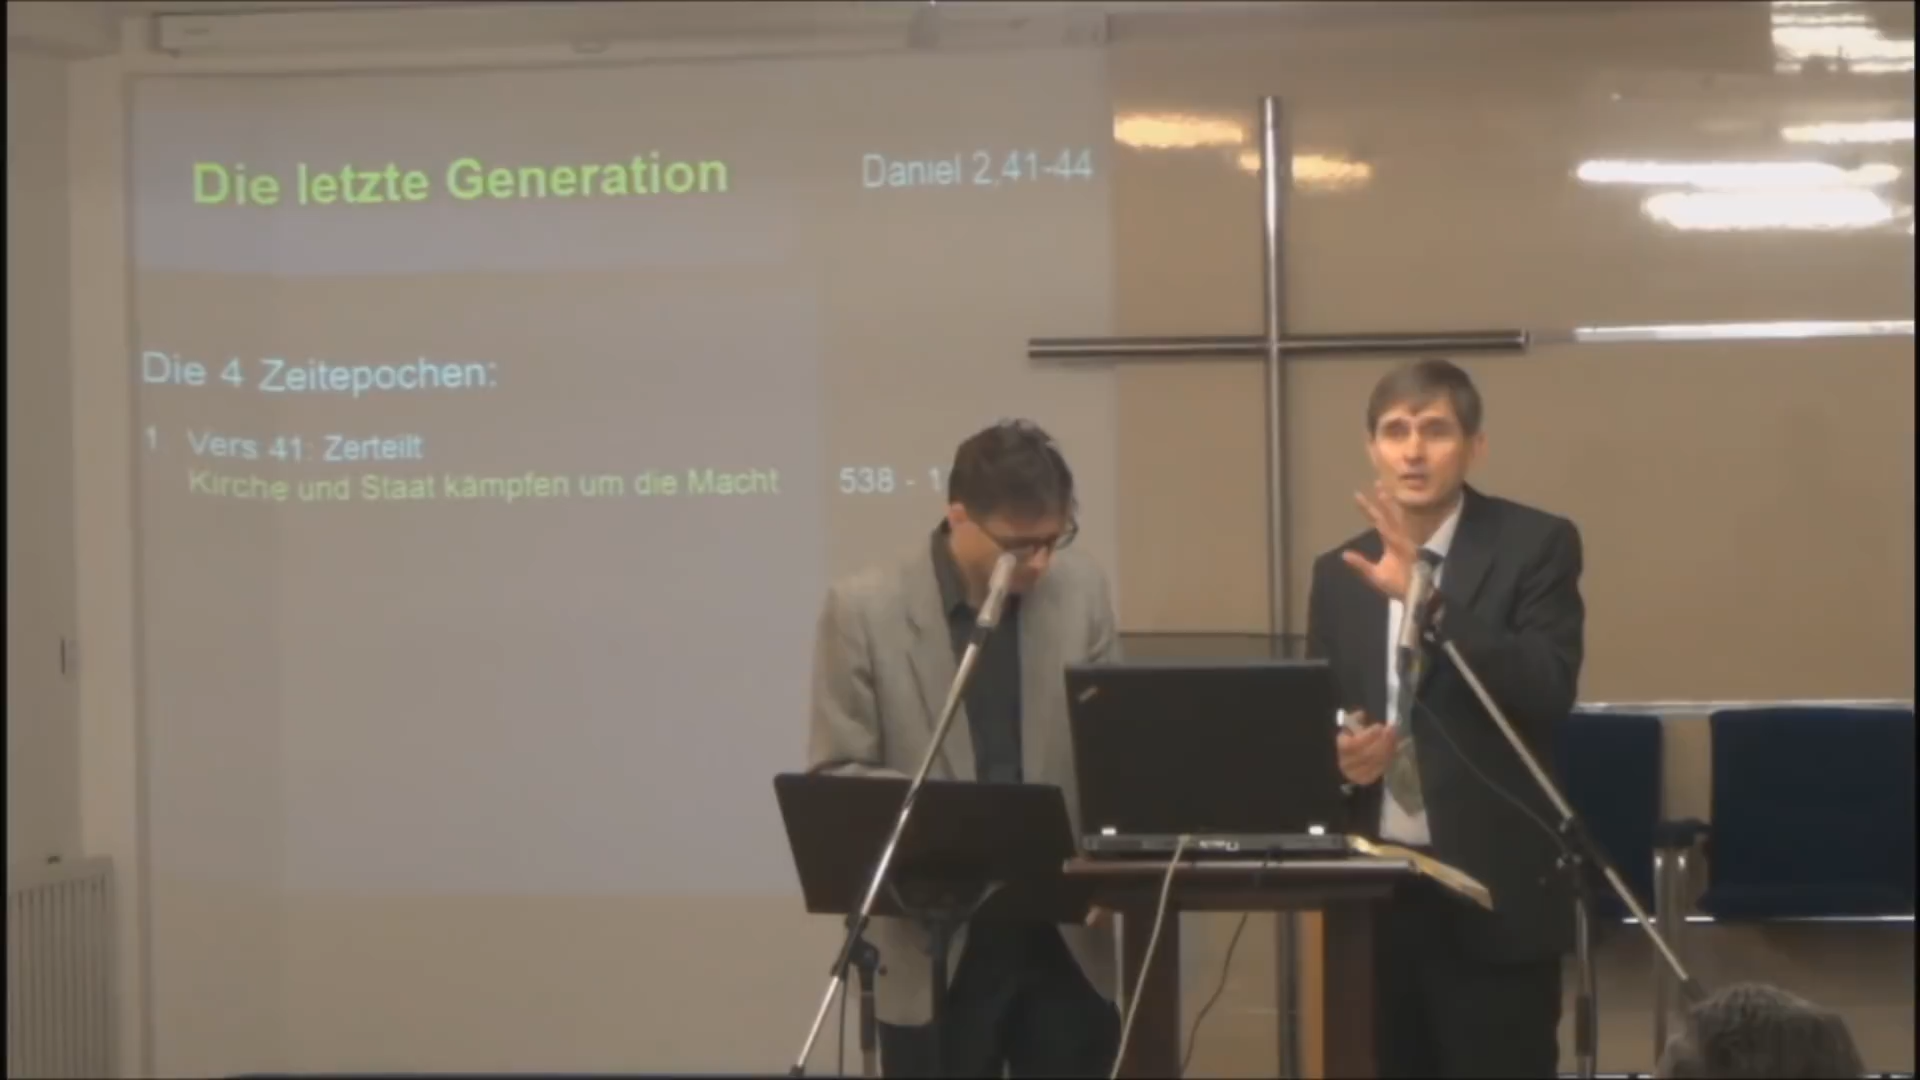 Die letzte Generation
Daniel 2,41-44
Die 4 Zeitepochen:
1. Vers 41: Zerteilt
Kirche und Staat kämpfen um die Macht 538 - 1